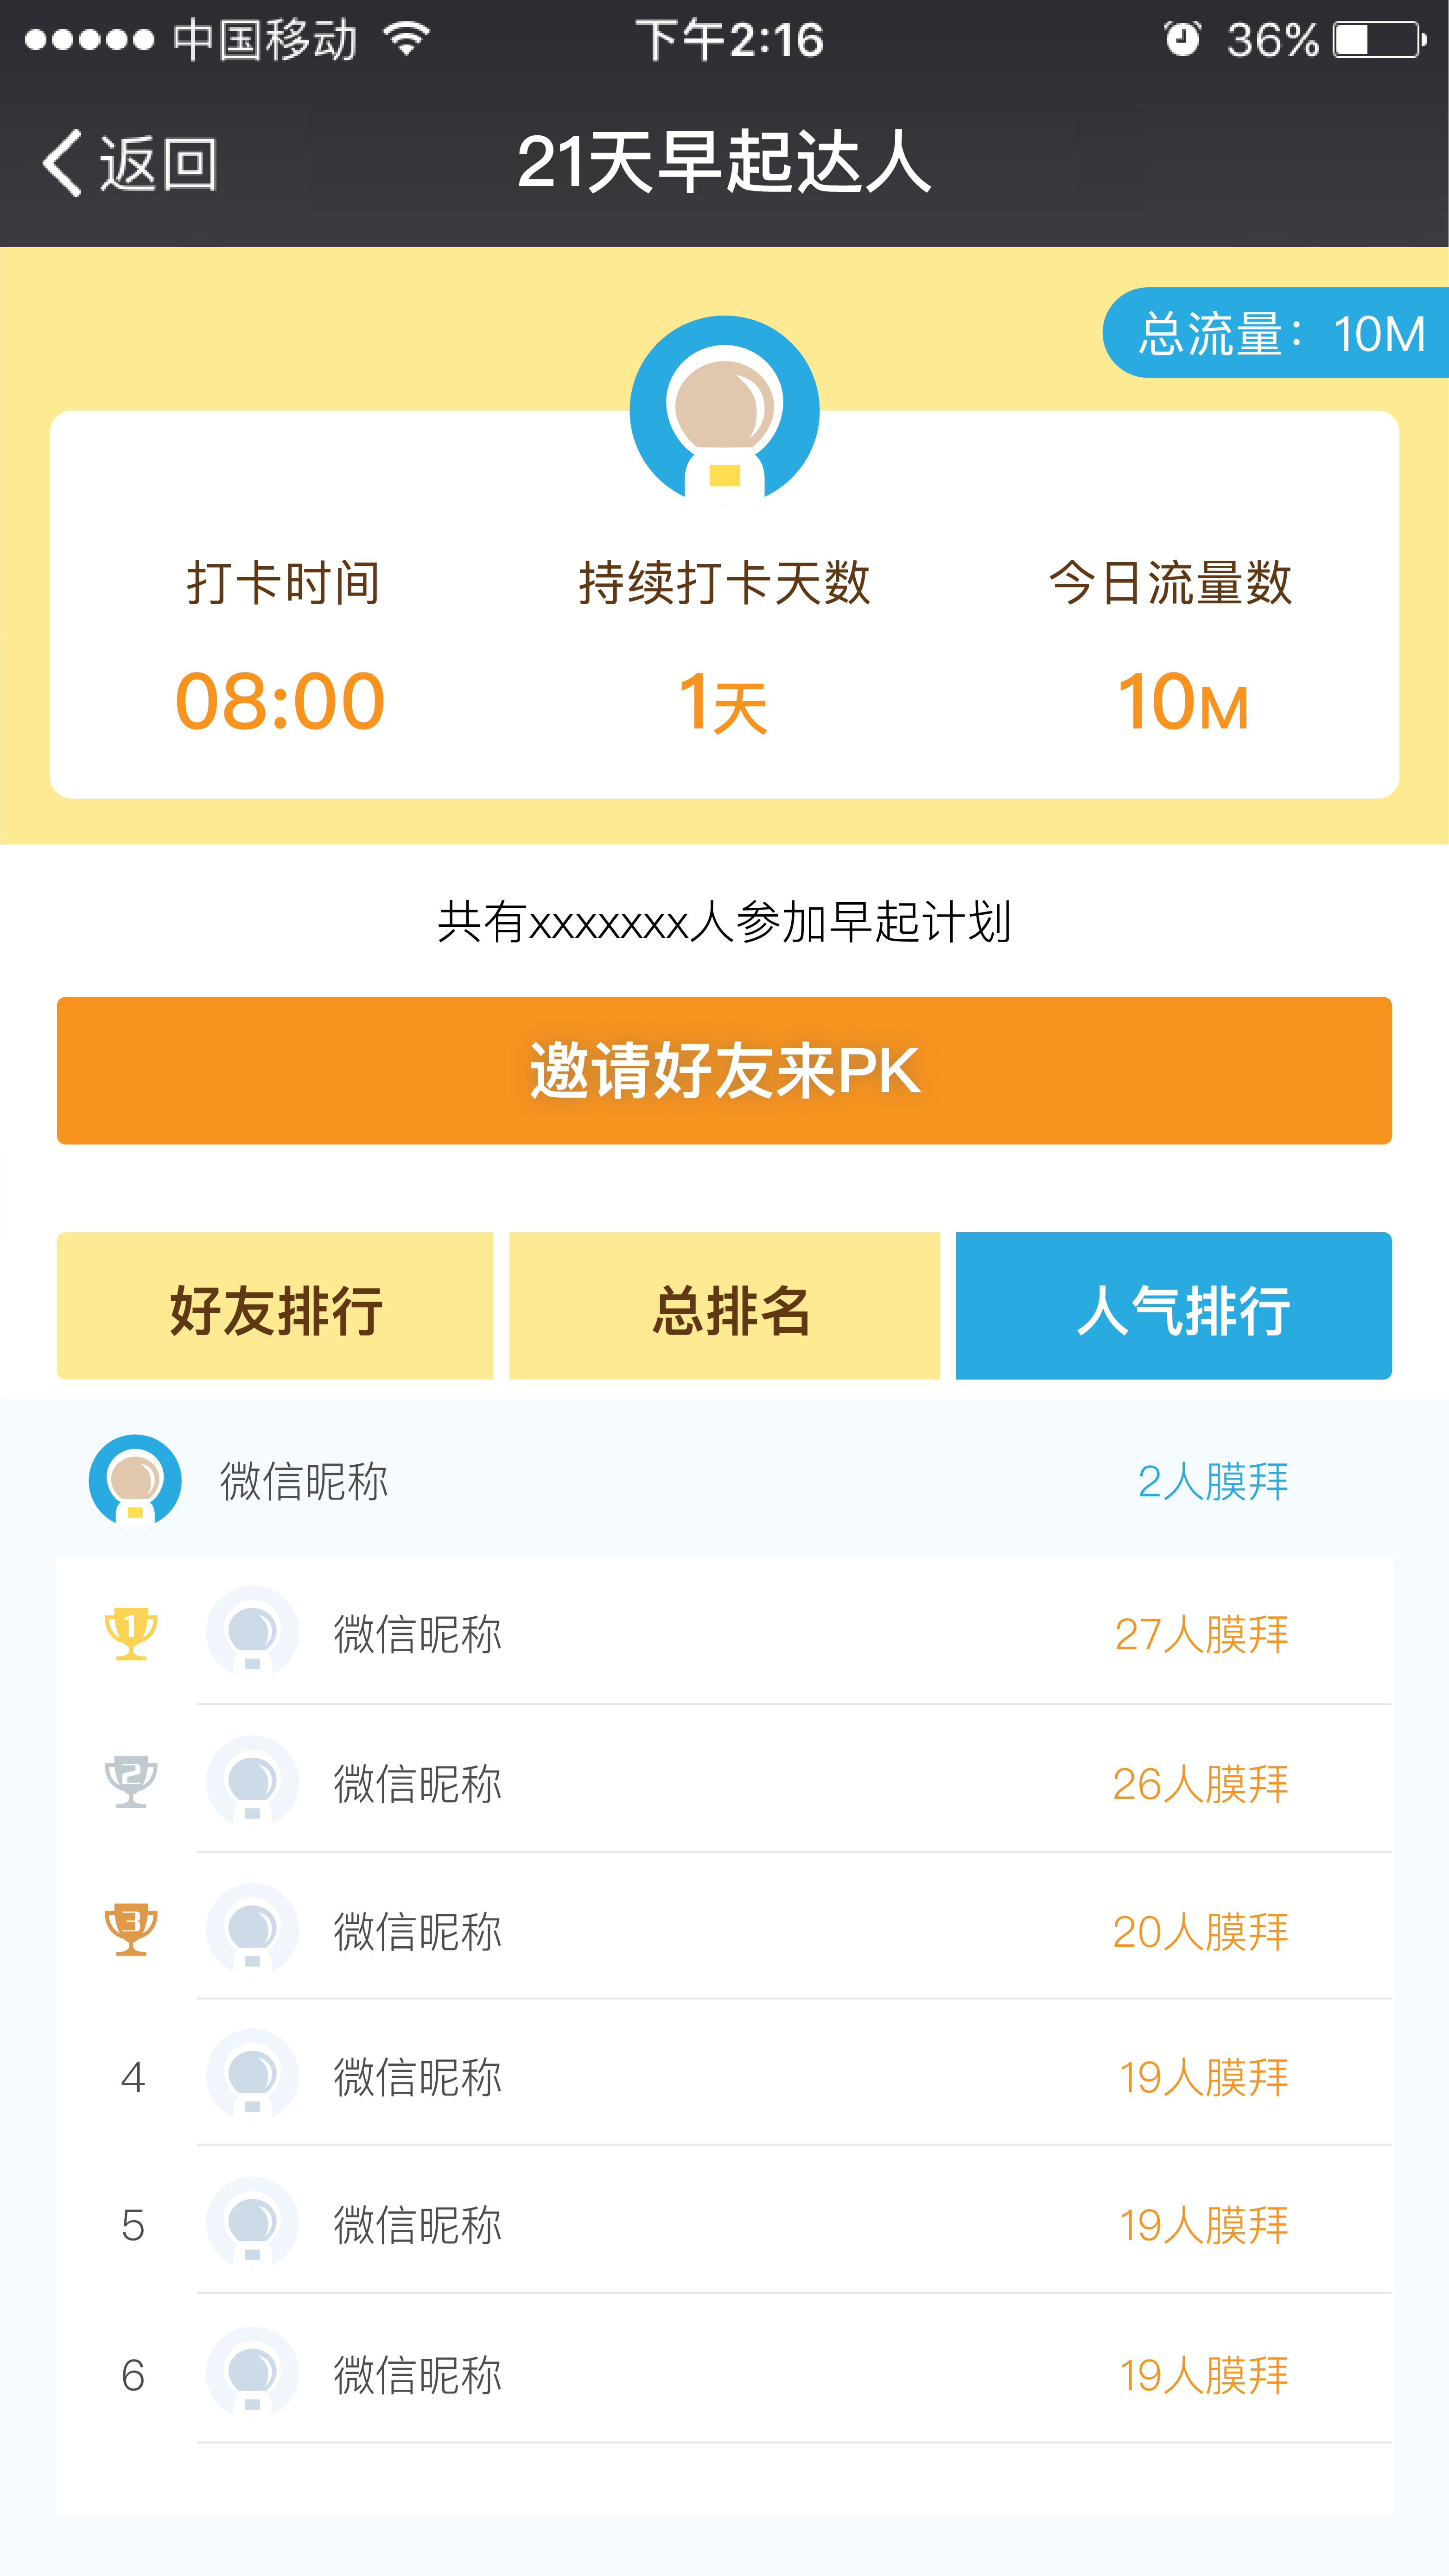 中国移动 下午2:16 36%
返回 21天早起达人
总流量：10M
打卡时间 持续打卡天数 今日流量数
08:00 1天 10M
共有xxxxxxx人参加早起计划
邀请好友来PK
好友排行 总排名 人气排行
微信昵称 2人膜拜
1 微信昵称 27人膜拜
2 微信昵称 26人膜拜
3 微信昵称 20人膜拜
4 微信昵称 19人膜拜
5 微信昵称 19人膜拜
6 微信昵称 19人膜拜